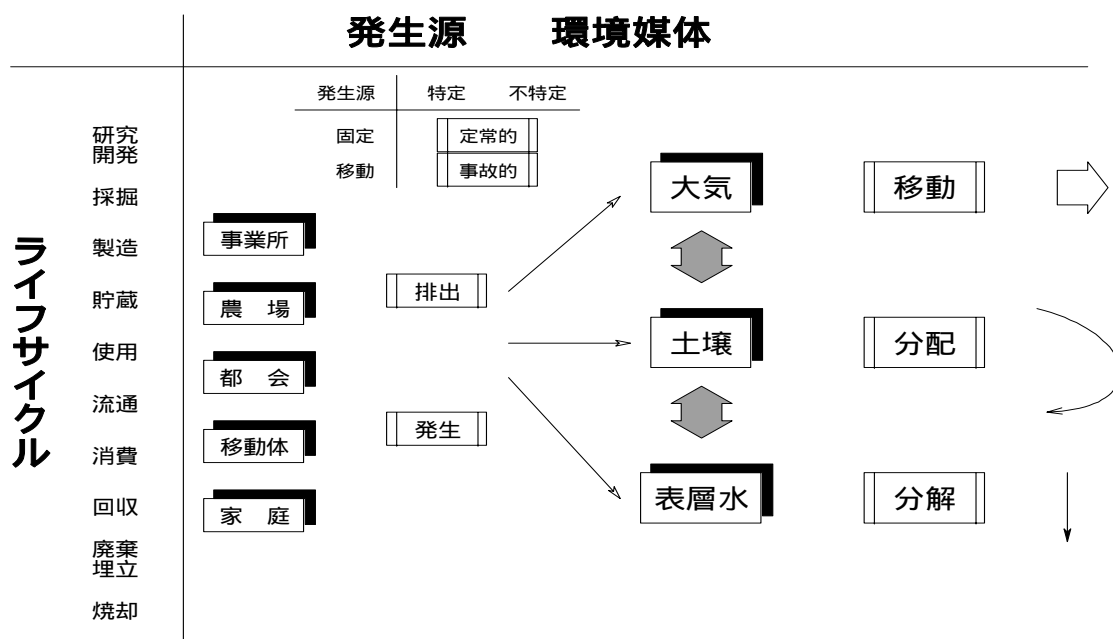 発生源 環境媒体
発生源 特定 不特定
固定 定常的
移動 事故的
ライフサイクル
研究
開発
採掘
製造
貯蔵
使用
流通
消費
回収
廃棄
埋立
焼却
事業所
農 場
都 会
移動体
家 庭
排出
発生
大気
土壌
表層水
移動
分配
分解